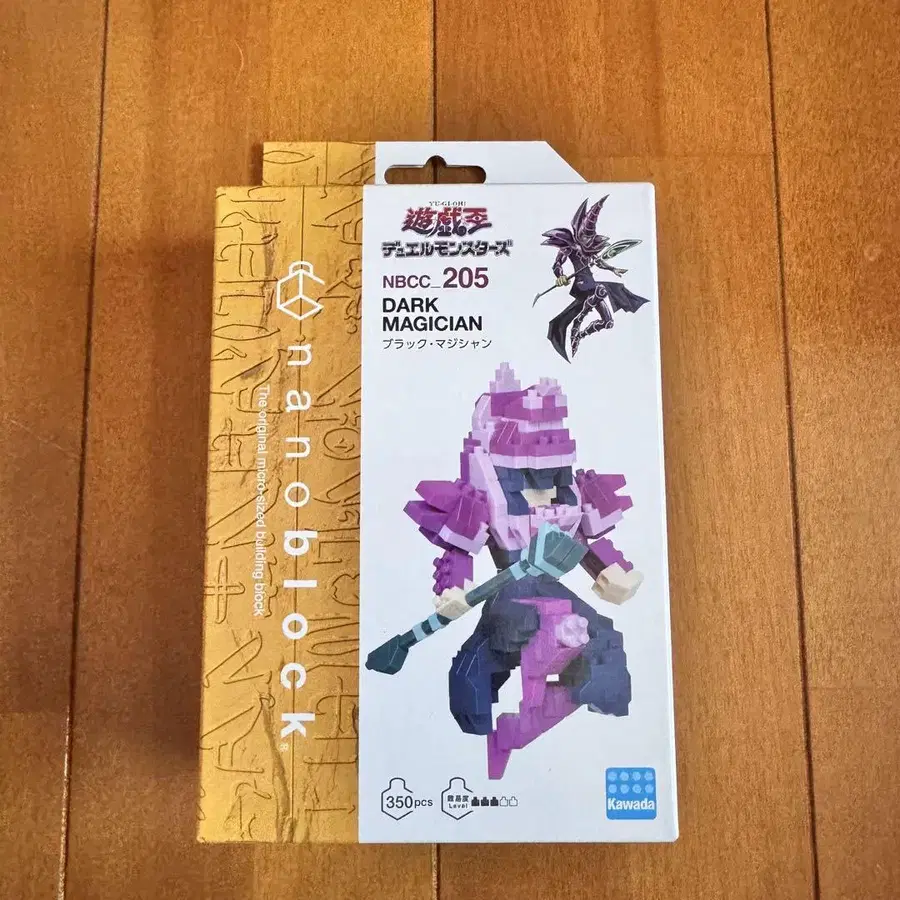 YU-GI-OH!
遊戯王
デュエルモンスターズ
NBCC_205
DARK
MAGICIAN
ブラック・マジシャン
nanoblock®
The original micro-sized building block
350pcs
難易度
Level
Kawada